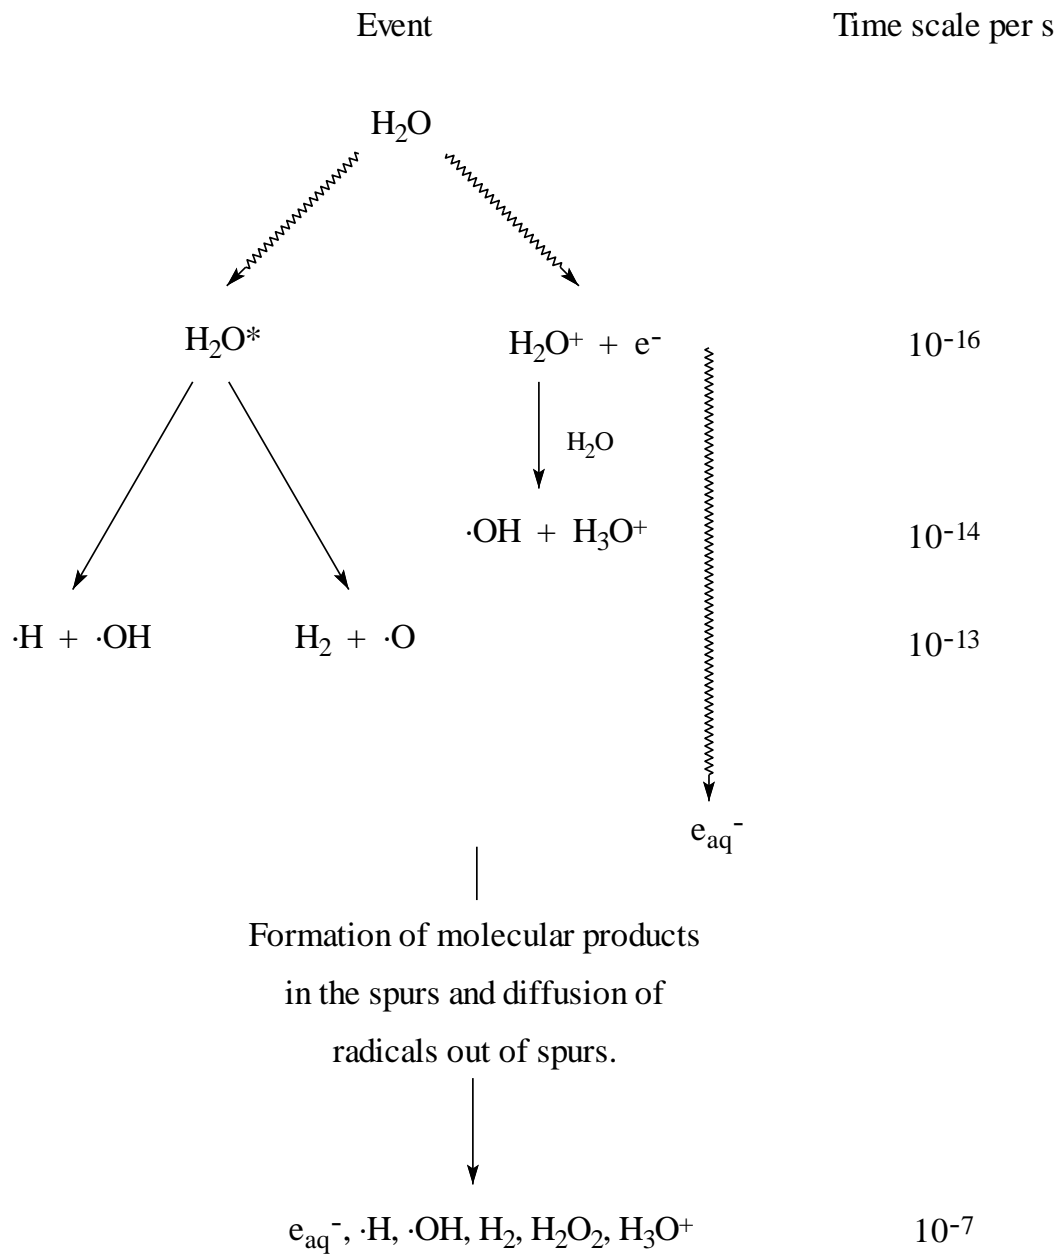 Event Time scale per s
H₂O
H₂O* H₂O⁺ + e⁻ 10⁻¹⁶
H₂O
·OH + H₃O⁺ 10⁻¹⁴
·H + ·OH H₂ + ·O 10⁻¹³
eₐq⁻
Formation of molecular products
in the spurs and diffusion of
radicals out of spurs.
eₐq⁻, ·H, ·OH, H₂, H₂O₂, H₃O⁺ 10⁻⁷